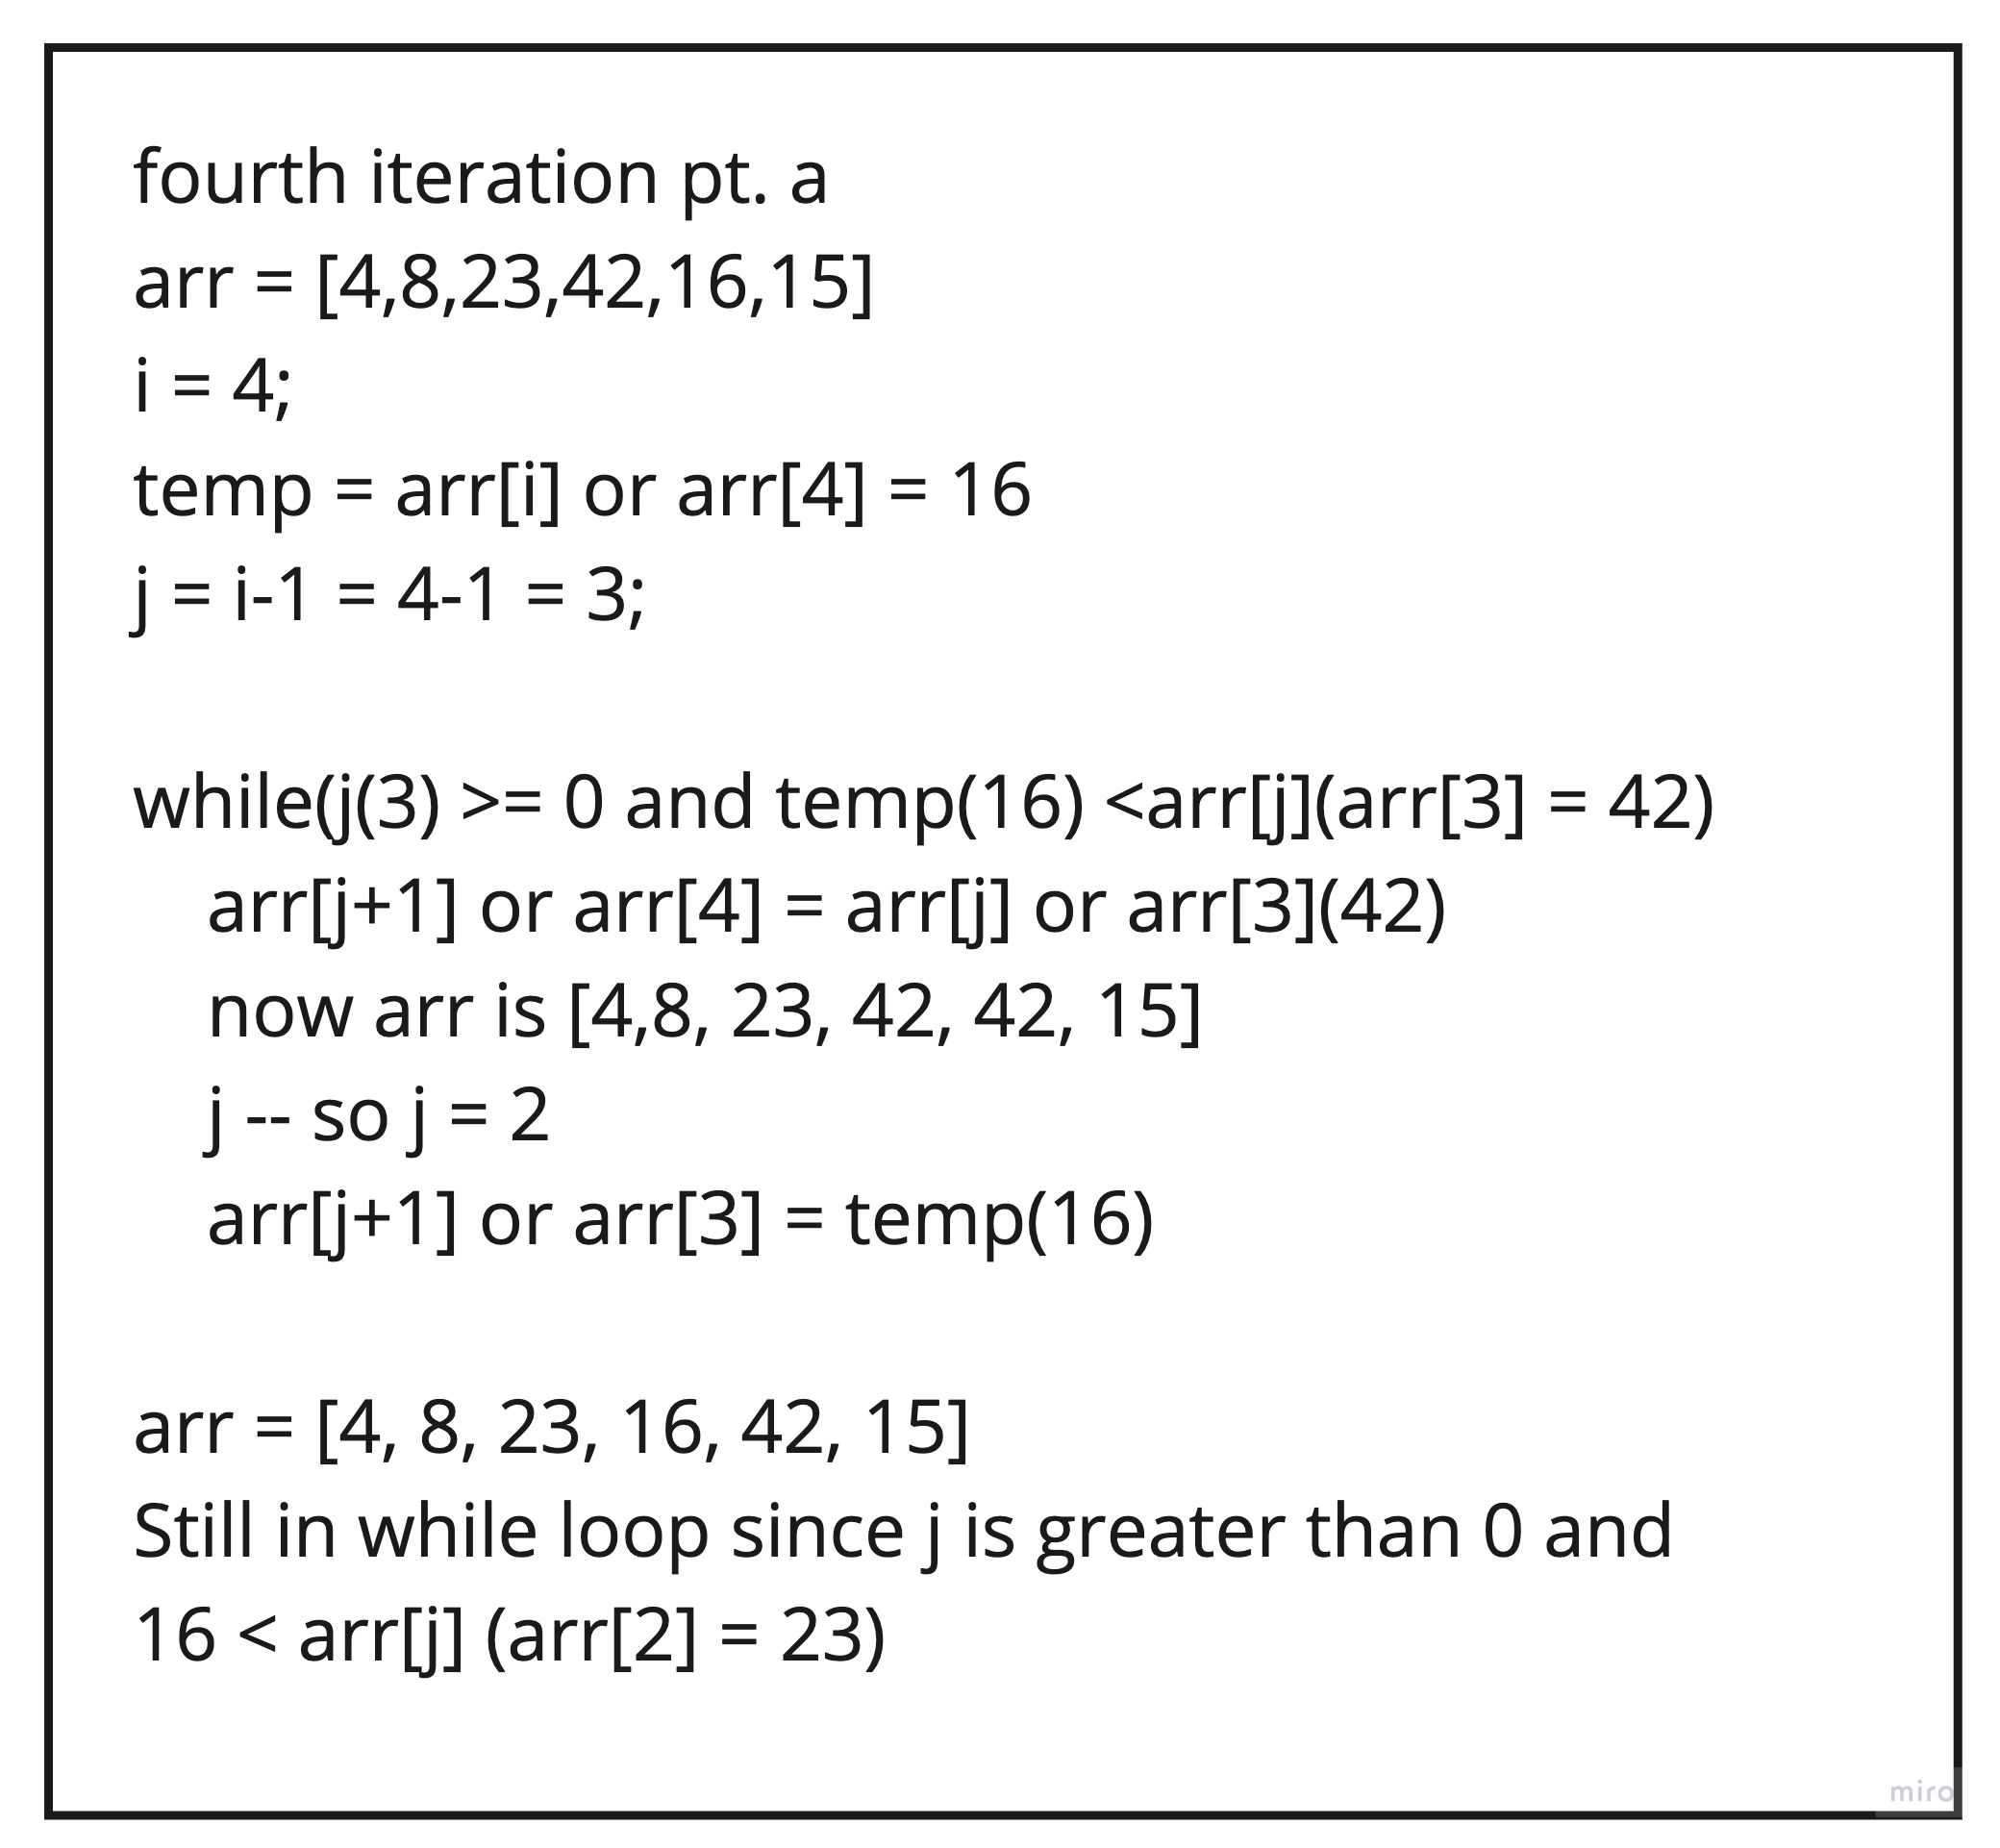 fourth iteration pt. a
arr = [4,8,23,42,16,15]
i = 4;
temp = arr[i] or arr[4] = 16
j = i-1 = 4-1 = 3;
while(j(3) >= 0 and temp(16) <arr[j](arr[3] = 42)
arr[j+1] or arr[4] = arr[j] or arr[3](42)
now arr is [4,8, 23, 42, 42, 15]
j -- so j = 2
arr[j+1] or arr[3] = temp(16)
arr = [4, 8, 23, 16, 42, 15]
Still in while loop since j is greater than 0 and
16 < arr[j] (arr[2] = 23)
miro